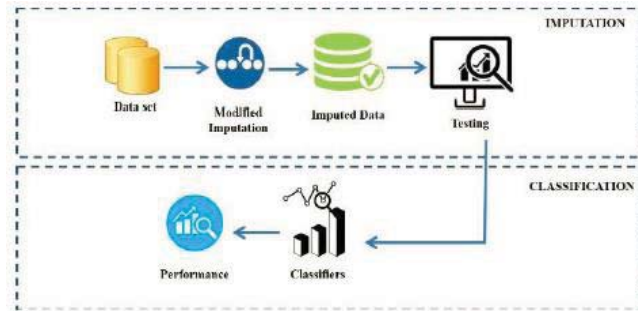 IMPUTATION
Data set
Modified
Imputation
Imputed Data
Testing
CLASSIFICATION
Performance
Classifiers